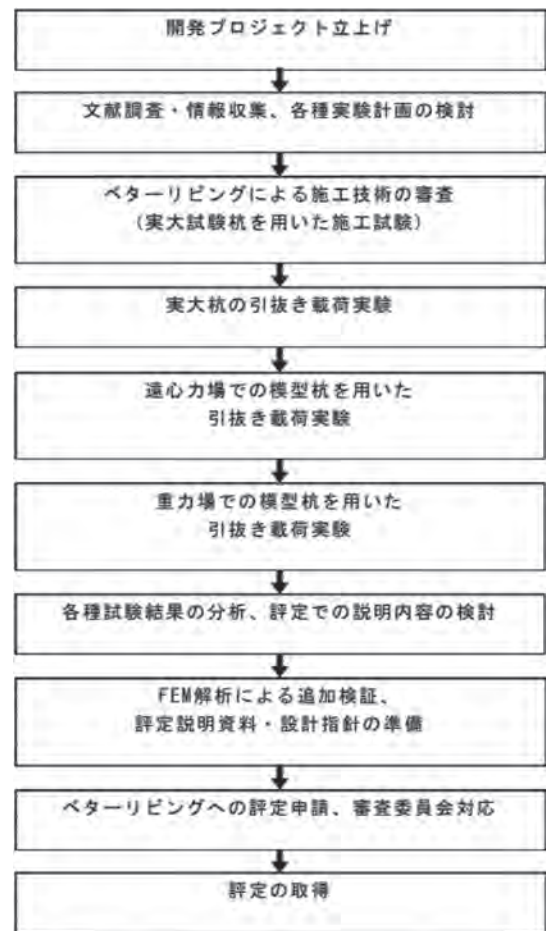 開発プロジェクト立上げ
文献調査・情報収集、各種実験計画の検討
ベターリビングによる施工技術の審査
(実大試験杭を用いた施工試験)
実大杭の引抜き載荷実験
遠心力場での模型杭を用いた
引抜き載荷実験
重力場での模型杭を用いた
引抜き載荷実験
各種試験結果の分析、評定での説明内容の検討
FEM解析による追加検証、
評定説明資料・設計指針の準備
ベターリビングへの評定申請、審査委員会対応
評定の取得